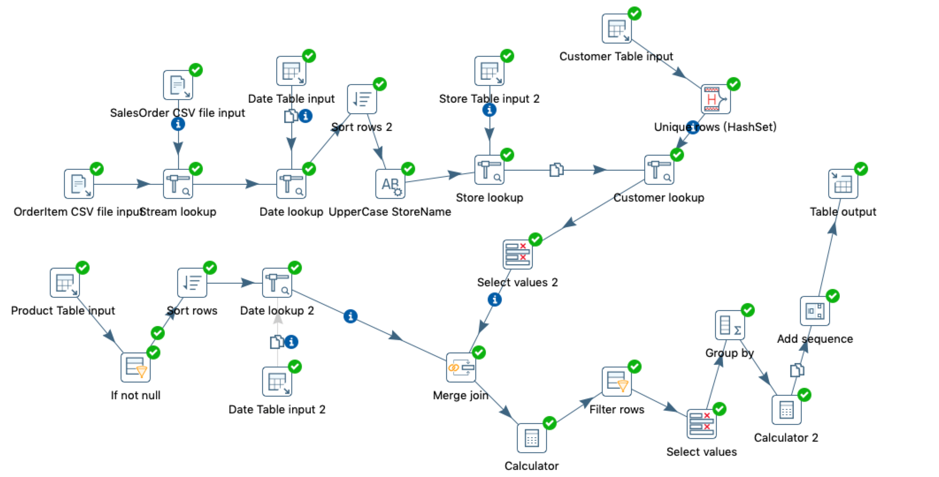 Customer Table input
SalesOrder CSV file input
Date Table input
Sort rows 2
Store Table input 2
Unique rows (HashSet)
OrderItem CSV file input
Stream lookup
Date lookup
UpperCase StoreName
Store lookup
Customer lookup
Table output
Select values 2
Product Table input
Sort rows
Date lookup 2
Add sequence
Group by
If not null
Date Table input 2
Merge join
Filter rows
Calculator 2
Select values
Calculator